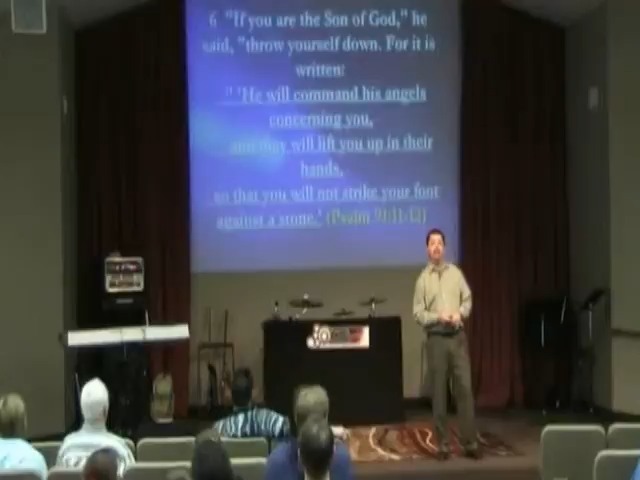 6 "If you are the Son of God," he
said, "throw yourself down. For it is
written:
" 'He will command his angels
concerning you,
and they will lift you up in their
hands,
so that you will not strike your foot
against a stone.' (Psalm 91:11-12)